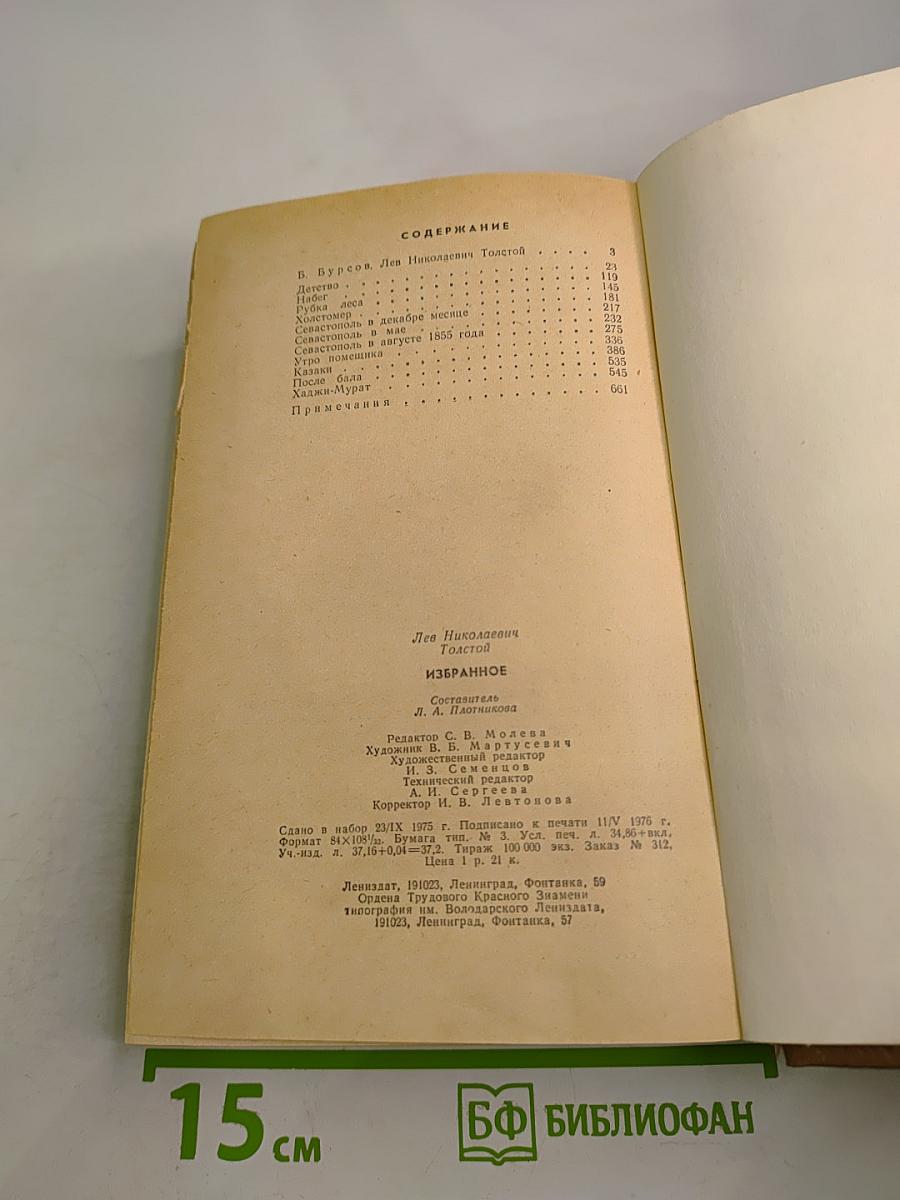 СОДЕРЖАНИЕ
Б. Бурсов. Лев Николаевич Толстой . . . . 3
Детство . . . . . . . . . . . . . 23
Набег . . . . . . . . . . . . . 119
Рубка леса . . . . . . . . . . . . 145
Холстомер . . . . . . . . . . . . 181
Севастополь в декабре месяце . . . . . . 217
Севастополь в мае . . . . . . . . . 232
Севастополь в августе 1855 года . . . . . . 275
Утро помещика . . . . . . . . . . 336
Казаки . . . . . . . . . . . . . 386
После бала . . . . . . . . . . . . 535
Хаджи-Мурат . . . . . . . . . . . 545
Примечания . . . . . . . . . . . 661
Лев Николаевич
Толстой
ИЗБРАННОЕ
Составитель
Л. А. Плотникова
Редактор С. В. Молева
Художник В. Б. Мартусевич
Художественный редактор
И. З. Семенцов
Технический редактор
А. И. Сергеева
Корректор И. В. Левтонова
Сдано в набор 23/IX 1975 г. Подписано к печати 11/V 1976 г.
Формат 84×108¹/₃₂. Бумага тип. № 3. Усл. печ. л. 34,86+вкл.
Уч.-изд. л. 37,16+0,04=37,2. Тираж 100 000 экз. Заказ № 312.
Цена 1 р. 21 к.
Лениздат, 191023, Ленинград, Фонтанка, 59
Ордена Трудового Красного Знамени
типография им. Володарского Лениздата,
191023, Ленинград, Фонтанка, 57
15 см
БФ БИБЛИОФАН